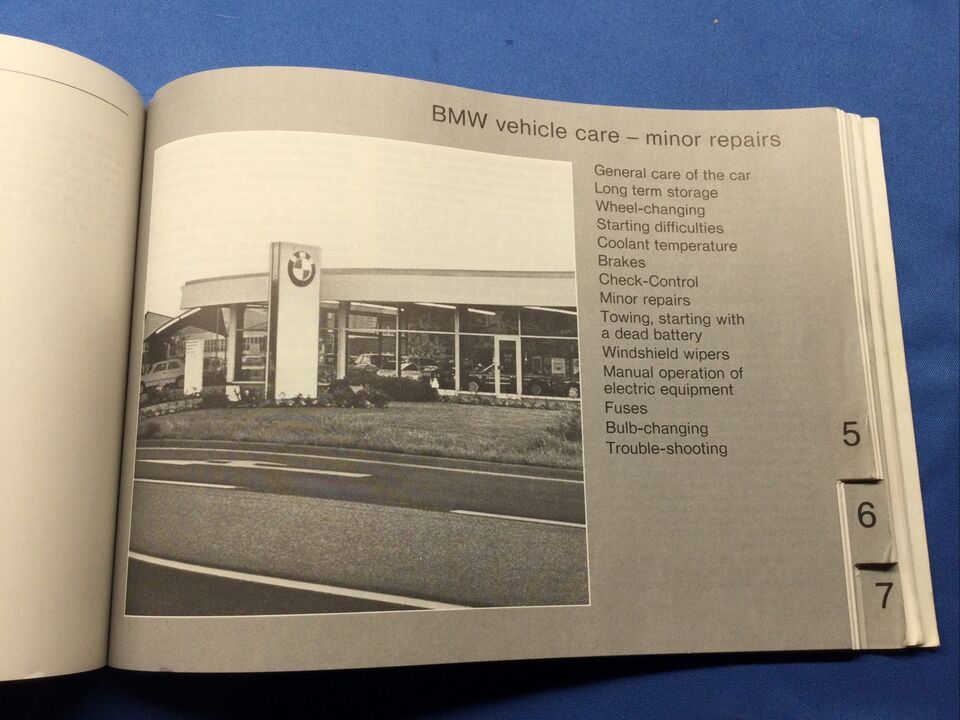 BMW vehicle care – minor repairs
General care of the car
Long term storage
Wheel-changing
Starting difficulties
Coolant temperature
Brakes
Check-Control
Minor repairs
Towing, starting with
a dead battery
Windshield wipers
Manual operation of
electric equipment
Fuses
Bulb-changing
Trouble-shooting
5
6
7